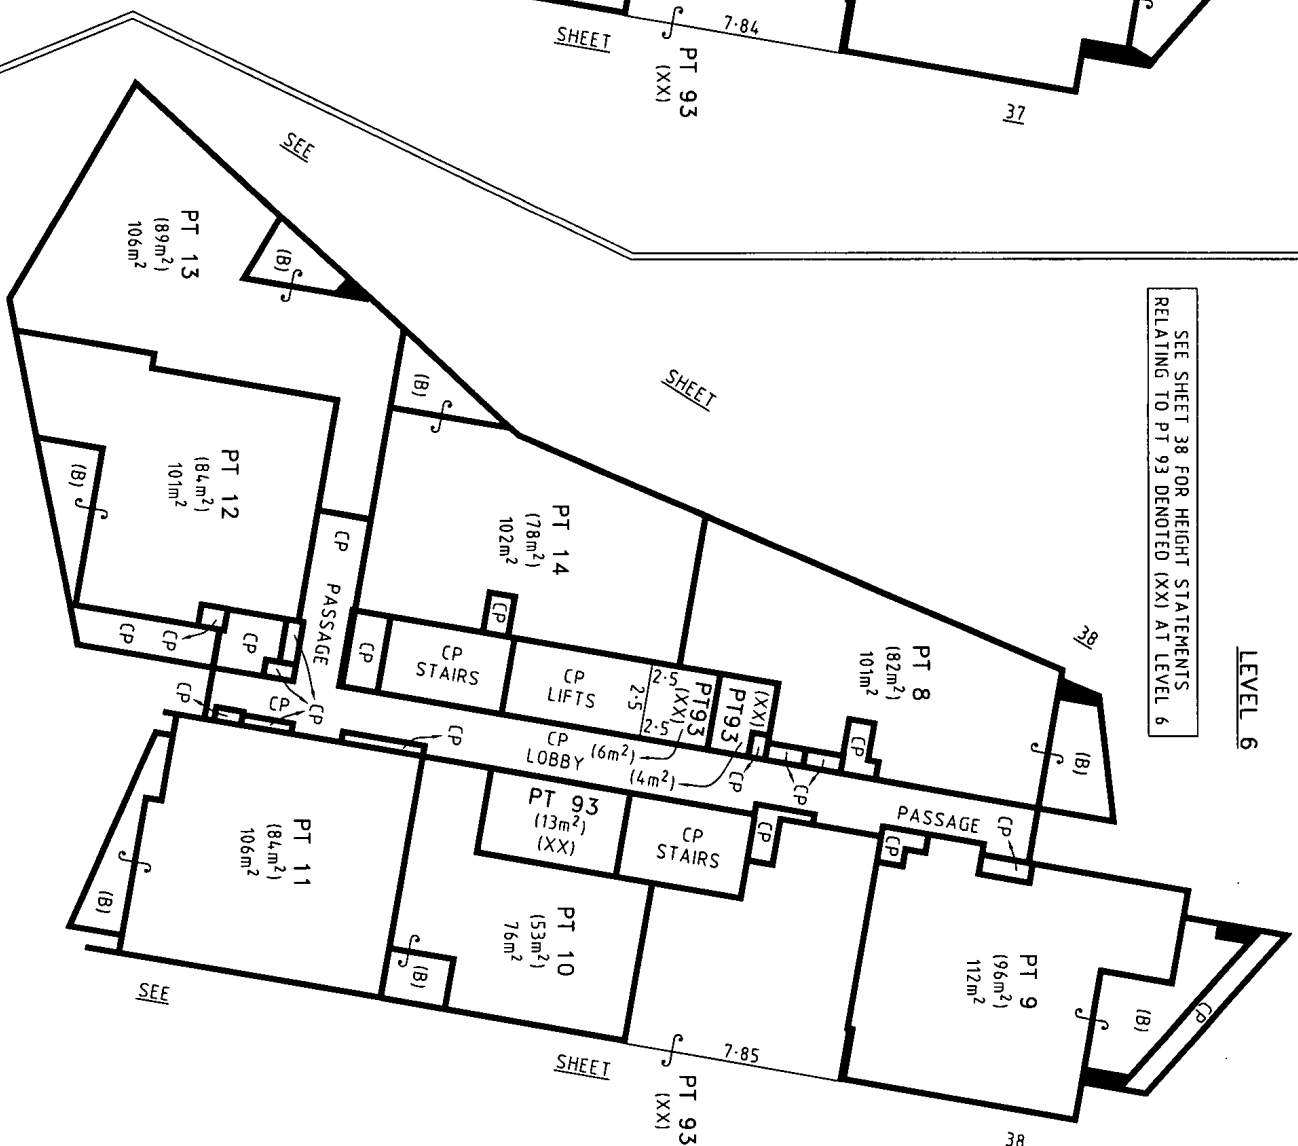 7·84
SHEET
PT 93
(XX)
37
SEE
SHEET
38
SEE SHEET 38 FOR HEIGHT STATEMENTS
RELATING TO PT 93 DENOTED (XX) AT LEVEL 6
LEVEL 6
PT 13
(89m²)
106m²
(B)
(B)
PT 12
(84m²)
101m²
(B)
PT 14
(78m²)
102m²
PT 8
(82m²)
101m²
(B)
CP
PASSAGE
CP
CP
CP
CP
CP
CP
CP
CP
CP
STAIRS
CP
CP
LIFTS
2·5
2·5
2·5
PT93
(XX)
PT93
(XX)
CP
LOBBY
(6m²)
(4m²)
CP
CP
CP
CP
PASSAGE
CP
CP
CP
PT 93
(13m²)
(XX)
CP
STAIRS
PT 11
(84m²)
106m²
(B)
PT 10
(53m²)
76m²
(B)
PT 9
(96m²)
112m²
(B)
CP
SEE
SHEET
7·85
PT 93
(XX)
38